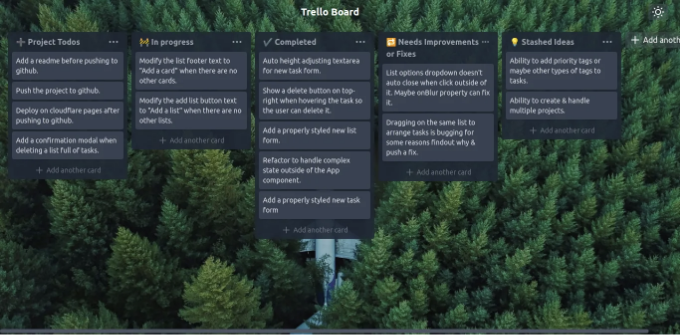 Trello Board
Project Todos
Add a readme before pushing to
github.
Push the project to github.
Deploy on cloudflare pages after
pushing to github.
Add a confirmation modal when
deleting a list full of tasks.
Add another card
In progress
Modify the list footer text to
"Add a card" when there are no
other cards.
Modify the add list button text
to "Add a list" when there are
no other lists.
Add another card
Completed
Auto height adjusting textarea
for new task form.
Show a delete button on top-
right when hovering the task so
the user can delete it.
Add a properly styled new list
form.
Refactor to handle complex
state outside of the App
component.
Add a properly styled new task
form
Add another card
Needs Improvements
or Fixes
List options dropdown doesn't
auto close when click outside of
it. Maybe onBlur property can fix
it.
Dragging on the same list to
arrange tasks is bugging for
some reasons findout why &
push a fix.
Add another card
Stashed Ideas
Ability to add priority tags or
maybe other types of tags to
tasks.
Ability to create & handle
multiple projects.
Add another card
Add anoth